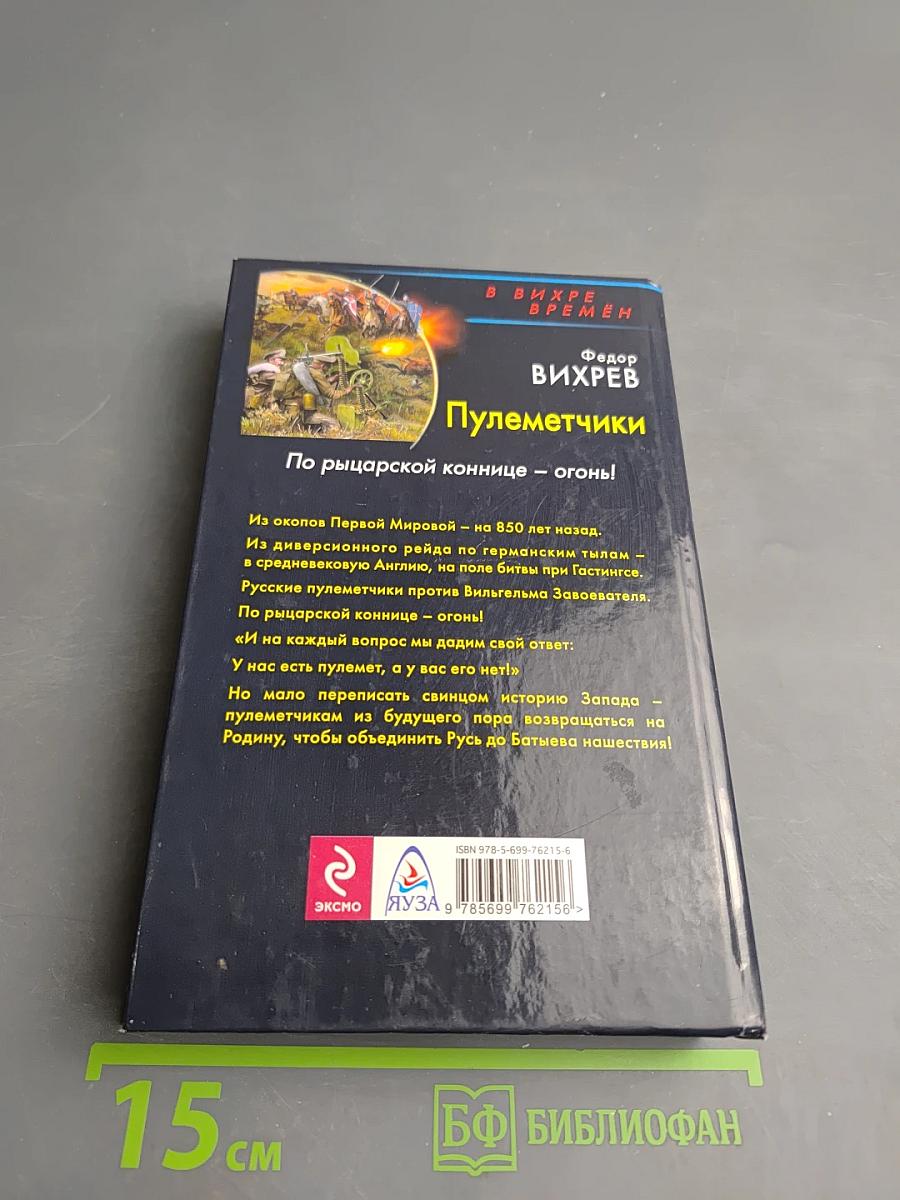 В ВИХРЕ
ВРЕМЁН
Федор
ВИХРЕВ
Пулеметчики
По рыцарской коннице – огонь!
Из окопов Первой Мировой – на 850 лет назад.
Из диверсионного рейда по германским тылам –
в средневековую Англию, на поле битвы при Гастингсе.
Русские пулеметчики против Вильгельма Завоевателя.
По рыцарской коннице – огонь!
«И на каждый вопрос мы дадим свой ответ:
У нас есть пулемет, а у вас его нет!»
Но мало переписать свинцом историю Запада –
пулеметчикам из будущего пора возвращаться на
Родину, чтобы объединить Русь до Батыева нашествия!
ISBN 978-5-699-76215-6
ЭКСМО
ЯУЗА
9 785699 762156 >
15 см
БФ БИБЛИОФАН